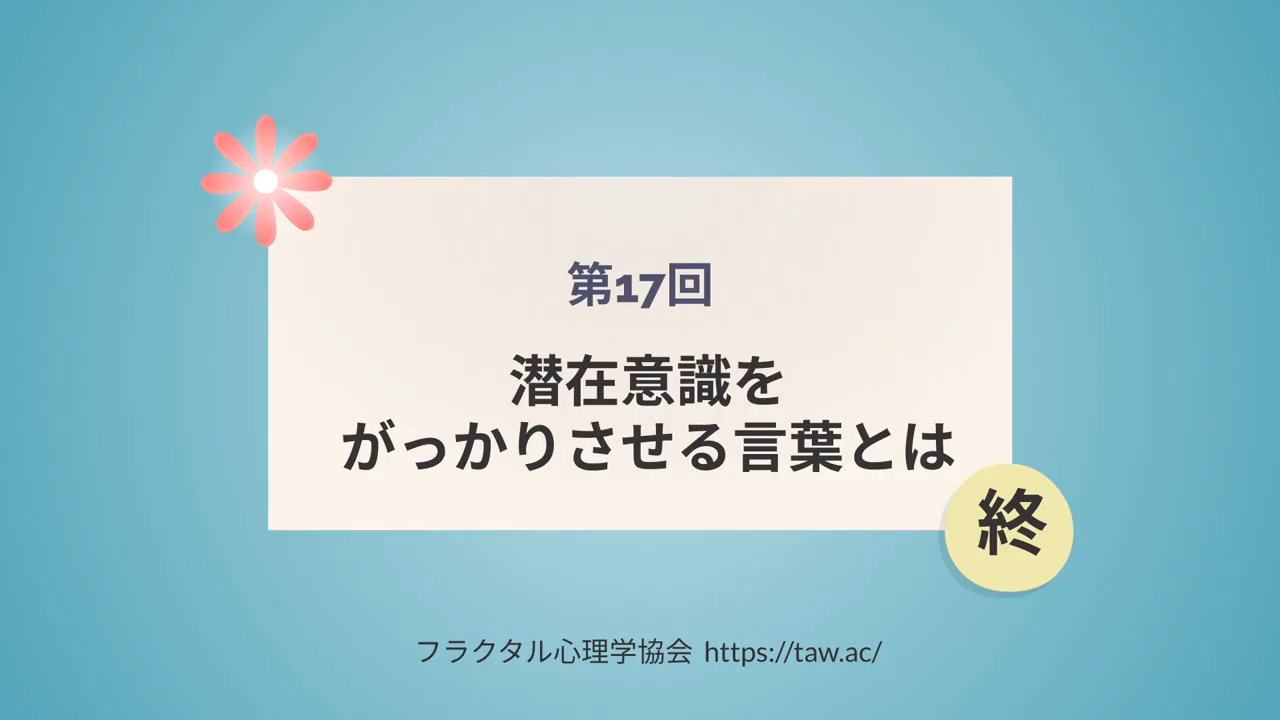 第17回
潜在意識を
がっかりさせる言葉とは
終
フラクタル心理学協会 https://taw.ac/